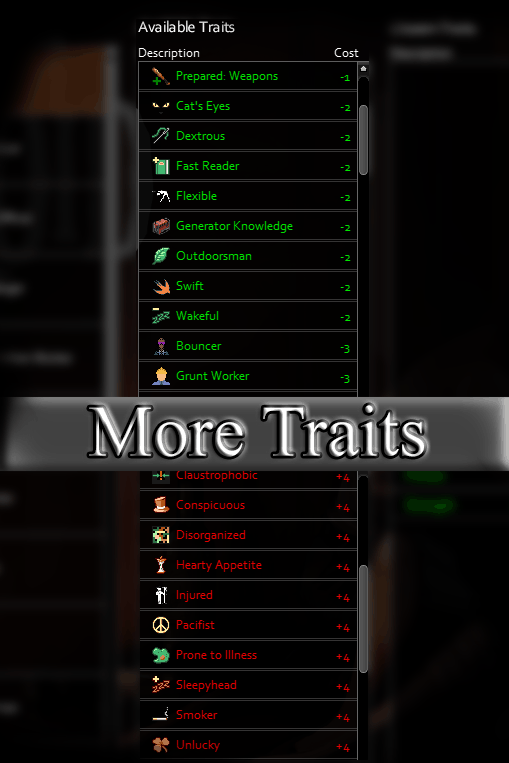 Available Traits
Description Cost
Prepared: Weapons -1
Cat's Eyes -2
Dextrous -2
Fast Reader -2
Flexible -2
Generator Knowledge -2
Outdoorsman -2
Swift -2
Wakeful -2
Bouncer -3
Grunt Worker -3
More Traits
Claustrophobic +4
Conspicuous +4
Disorganized +4
Hearty Appetite +4
Injured +4
Pacifist +4
Prone to Illness +4
Sleepyhead +4
Smoker +4
Unlucky +4